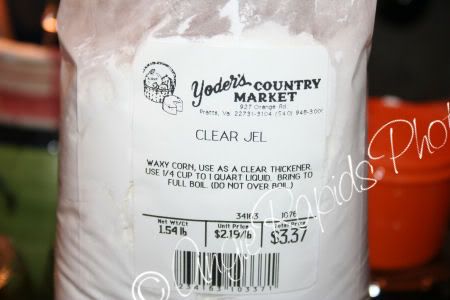 Yoder's COUNTRY
MARKET
927 Orange Rd.
Pratts, Va. 22731-3104 (540) 948-3000
CLEAR JEL
WAXY CORN, USE AS A CLEAR THICKENER.
USE 1/4 CUP TO 1 QUART LIQUID. BRING TO
FULL BOIL. (DO NOT OVER BOIL.)
34163 1076
Net Wt/Ct Unit Price Total Price
1.54 lb $2.19/lb $3.37